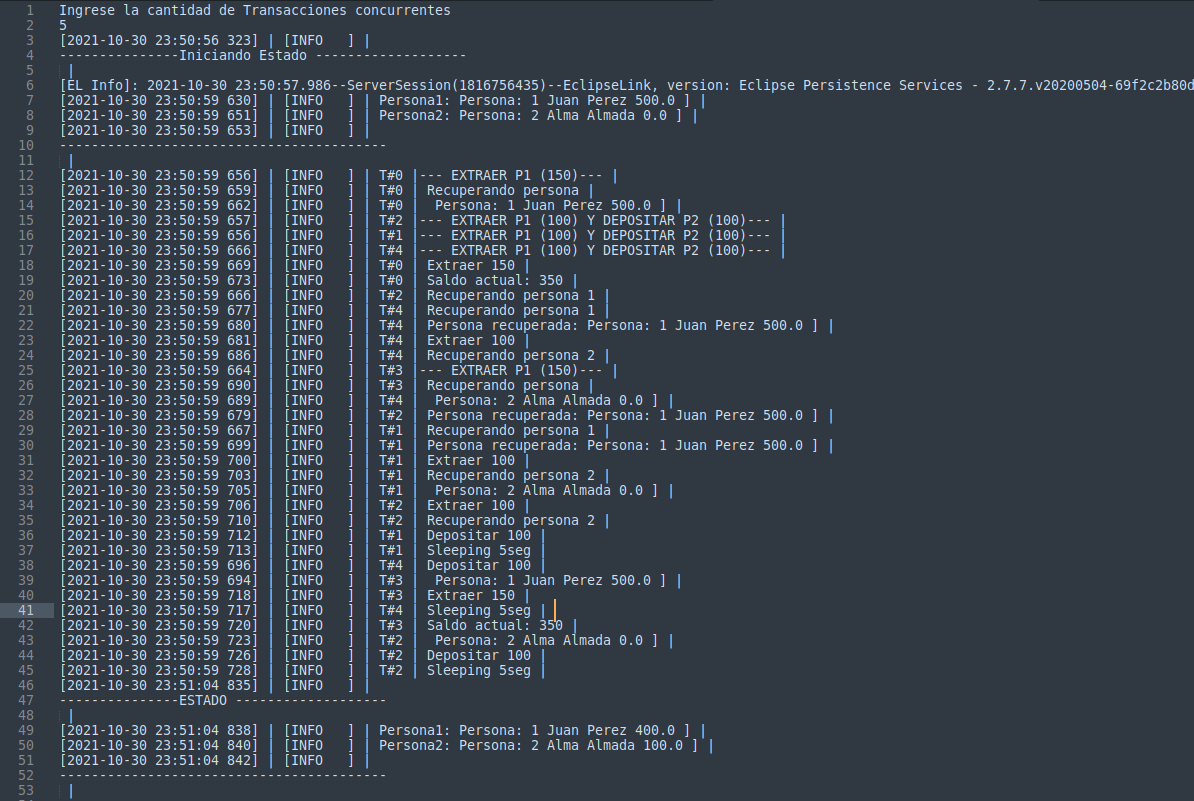 1 Ingrese la cantidad de Transacciones concurrentes
2 5
3 [2021-10-30 23:50:56 323] | [INFO   ] |
4 ---------------Iniciando Estado -------------------
5  |
6 [EL Info]: 2021-10-30 23:50:57.986--ServerSession(1816756435)--EclipseLink, version: Eclipse Persistence Services - 2.7.7.v20200504-69f2c2b80d
7 [2021-10-30 23:50:59 630] | [INFO   ] | Persona1: Persona: 1 Juan Perez 500.0 ] |
8 [2021-10-30 23:50:59 651] | [INFO   ] | Persona2: Persona: 2 Alma Almada 0.0 ] |
9 [2021-10-30 23:50:59 653] | [INFO   ] |
10 -----------------------------------------
11  |
12 [2021-10-30 23:50:59 656] | [INFO   ] | T#0 |--- EXTRAER P1 (150)--- |
13 [2021-10-30 23:50:59 659] | [INFO   ] | T#0 | Recuperando persona |
14 [2021-10-30 23:50:59 662] | [INFO   ] | T#0 |  Persona: 1 Juan Perez 500.0 ] |
15 [2021-10-30 23:50:59 657] | [INFO   ] | T#2 |--- EXTRAER P1 (100) Y DEPOSITAR P2 (100)--- |
16 [2021-10-30 23:50:59 656] | [INFO   ] | T#1 |--- EXTRAER P1 (100) Y DEPOSITAR P2 (100)--- |
17 [2021-10-30 23:50:59 666] | [INFO   ] | T#4 |--- EXTRAER P1 (100) Y DEPOSITAR P2 (100)--- |
18 [2021-10-30 23:50:59 669] | [INFO   ] | T#0 | Extraer 150 |
19 [2021-10-30 23:50:59 673] | [INFO   ] | T#0 | Saldo actual: 350 |
20 [2021-10-30 23:50:59 666] | [INFO   ] | T#2 | Recuperando persona 1 |
21 [2021-10-30 23:50:59 677] | [INFO   ] | T#4 | Recuperando persona 1 |
22 [2021-10-30 23:50:59 680] | [INFO   ] | T#4 | Persona recuperada: Persona: 1 Juan Perez 500.0 ] |
23 [2021-10-30 23:50:59 681] | [INFO   ] | T#4 | Extraer 100 |
24 [2021-10-30 23:50:59 686] | [INFO   ] | T#4 | Recuperando persona 2 |
25 [2021-10-30 23:50:59 664] | [INFO   ] | T#3 |--- EXTRAER P1 (150)--- |
26 [2021-10-30 23:50:59 690] | [INFO   ] | T#3 | Recuperando persona |
27 [2021-10-30 23:50:59 689] | [INFO   ] | T#4 |  Persona: 2 Alma Almada 0.0 ] |
28 [2021-10-30 23:50:59 679] | [INFO   ] | T#2 | Persona recuperada: Persona: 1 Juan Perez 500.0 ] |
29 [2021-10-30 23:50:59 667] | [INFO   ] | T#1 | Recuperando persona 1 |
30 [2021-10-30 23:50:59 699] | [INFO   ] | T#1 | Persona recuperada: Persona: 1 Juan Perez 500.0 ] |
31 [2021-10-30 23:50:59 700] | [INFO   ] | T#1 | Extraer 100 |
32 [2021-10-30 23:50:59 703] | [INFO   ] | T#1 | Recuperando persona 2 |
33 [2021-10-30 23:50:59 705] | [INFO   ] | T#1 |  Persona: 2 Alma Almada 0.0 ] |
34 [2021-10-30 23:50:59 706] | [INFO   ] | T#2 | Extraer 100 |
35 [2021-10-30 23:50:59 710] | [INFO   ] | T#2 | Recuperando persona 2 |
36 [2021-10-30 23:50:59 712] | [INFO   ] | T#1 | Depositar 100 |
37 [2021-10-30 23:50:59 713] | [INFO   ] | T#1 | Sleeping 5seg |
38 [2021-10-30 23:50:59 696] | [INFO   ] | T#4 | Depositar 100 |
39 [2021-10-30 23:50:59 694] | [INFO   ] | T#3 |  Persona: 1 Juan Perez 500.0 ] |
40 [2021-10-30 23:50:59 718] | [INFO   ] | T#3 | Extraer 150 |
41 [2021-10-30 23:50:59 717] | [INFO   ] | T#4 | Sleeping 5seg |
42 [2021-10-30 23:50:59 720] | [INFO   ] | T#3 | Saldo actual: 350 |
43 [2021-10-30 23:50:59 723] | [INFO   ] | T#2 |  Persona: 2 Alma Almada 0.0 ] |
44 [2021-10-30 23:50:59 726] | [INFO   ] | T#2 | Depositar 100 |
45 [2021-10-30 23:50:59 728] | [INFO   ] | T#2 | Sleeping 5seg |
46 [2021-10-30 23:51:04 835] | [INFO   ] |
47 ---------------ESTADO -------------------
48  |
49 [2021-10-30 23:51:04 838] | [INFO   ] | Persona1: Persona: 1 Juan Perez 400.0 ] |
50 [2021-10-30 23:51:04 840] | [INFO   ] | Persona2: Persona: 2 Alma Almada 100.0 ] |
51 [2021-10-30 23:51:04 842] | [INFO   ] |
52 -----------------------------------------
53  |